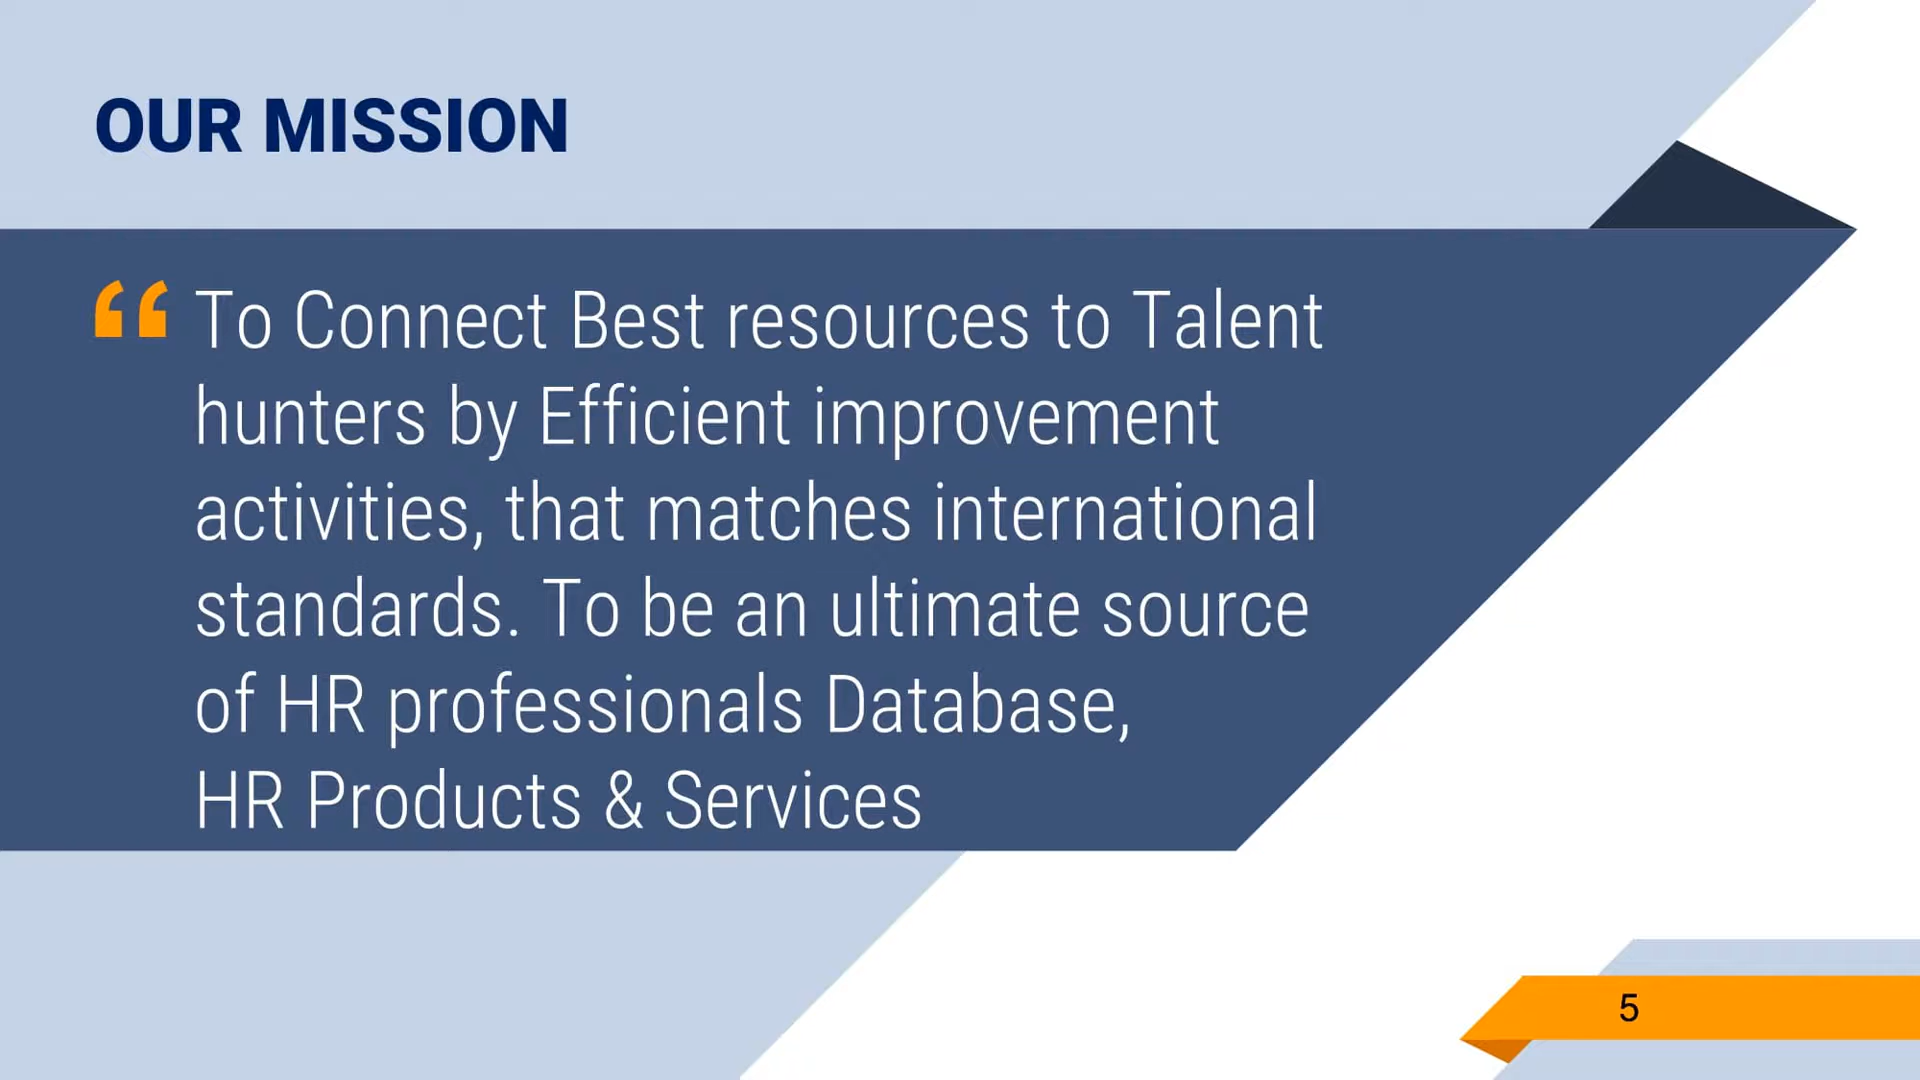 OUR MISSION
“ To Connect Best resources to Talent
hunters by Efficient improvement
activities, that matches international
standards. To be an ultimate source
of HR professionals Database,
HR Products & Services
5